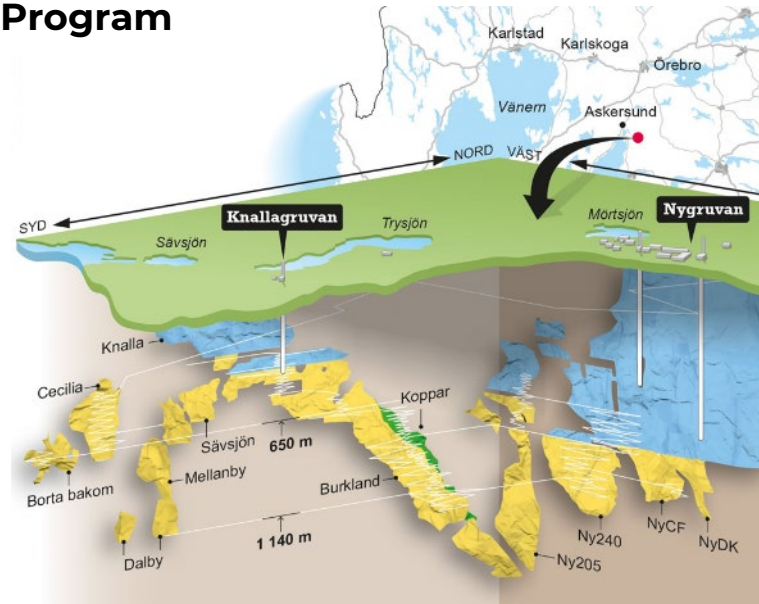 Program
Karlstad
Karlskoga
Örebro
Vänern
Askersund
NORD
VÄST
SYD
Knallagruvan
Trysjön
Mörtsjön
Nygruvan
Sävsjön
Knalla
Cecilia
Koppar
Sävsjön
650 m
Mellanby
Borta bakom
Burkland
Dalby
1 140 m
Ny205
Ny240
NyCF
NyDK